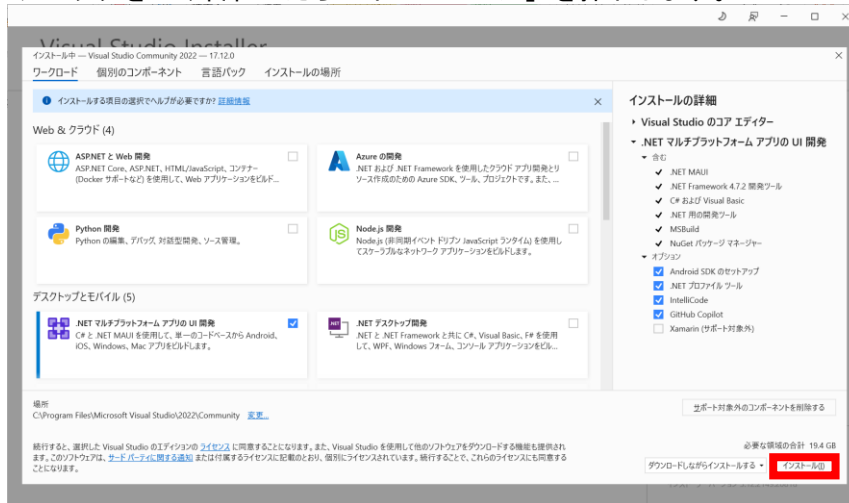 Visual Studio Installer
インストール中 — Visual Studio Community 2022 — 17.12.0
ワークロード 個別のコンポーネント 言語パック インストールの場所
インストールする項目の選択でヘルプが必要ですか? 詳細情報
Web & クラウド (4)
ASP.NET と Web 開発
ASP.NET Core、ASP.NET、HTML/JavaScript、コンテナー
(Docker サポートなど) を使用して、Web アプリケーションをビルド...
Azure の開発
.NET および .NET Framework を使用したクラウド アプリ開発とリ
ソース作成のための Azure SDK、ツール、プロジェクトです。また、...
Python 開発
Python の編集、デバッグ、対話型開発、ソース管理。
Node.js 開発
Node.js (非同期イベント ドリブン JavaScript ランタイム) を使用し
てスケーラブルなネットワーク アプリケーションをビルドします。
デスクトップとモバイル (5)
.NET マルチプラットフォーム アプリの UI 開発
C# と .NET MAUI を使用して、単一のコードベースから Android、
iOS、Windows、Mac アプリをビルドします。
.NET デスクトップ開発
.NET と .NET Framework と共に C#、Visual Basic、F# を使用
して、WPF、Windows フォーム、コンソール アプリケーションをビル...
インストールの詳細
Visual Studio のコア エディター
.NET マルチプラットフォーム アプリの UI 開発
含む
.NET MAUI
.NET Framework 4.7.2 開発ツール
C# および Visual Basic
.NET 用の開発ツール
MSBuild
NuGet パッケージ マネージャー
オプション
Android SDK のセットアップ
.NET プロファイル ツール
IntelliCode
GitHub Copilot
Xamarin (サポート対象外)
場所
C:\Program Files\Microsoft Visual Studio\2022\Community 変更...
サポート対象外のコンポーネントを削除する
続行すると、選択した Visual Studio のエディションの ライセンス に同意することになります。また、Visual Studio を使用して他のソフトウェアをダウンロードする機能も提供され
ます。このソフトウェアは、サード パーティに関する通知 または付属するライセンスに記載のとおり、個別にライセンスされています。続行することで、これらのライセンスにも同意する
ことになります。
必要な領域の合計 19.4 GB
ダウンロードしながらインストールする インストール(I)